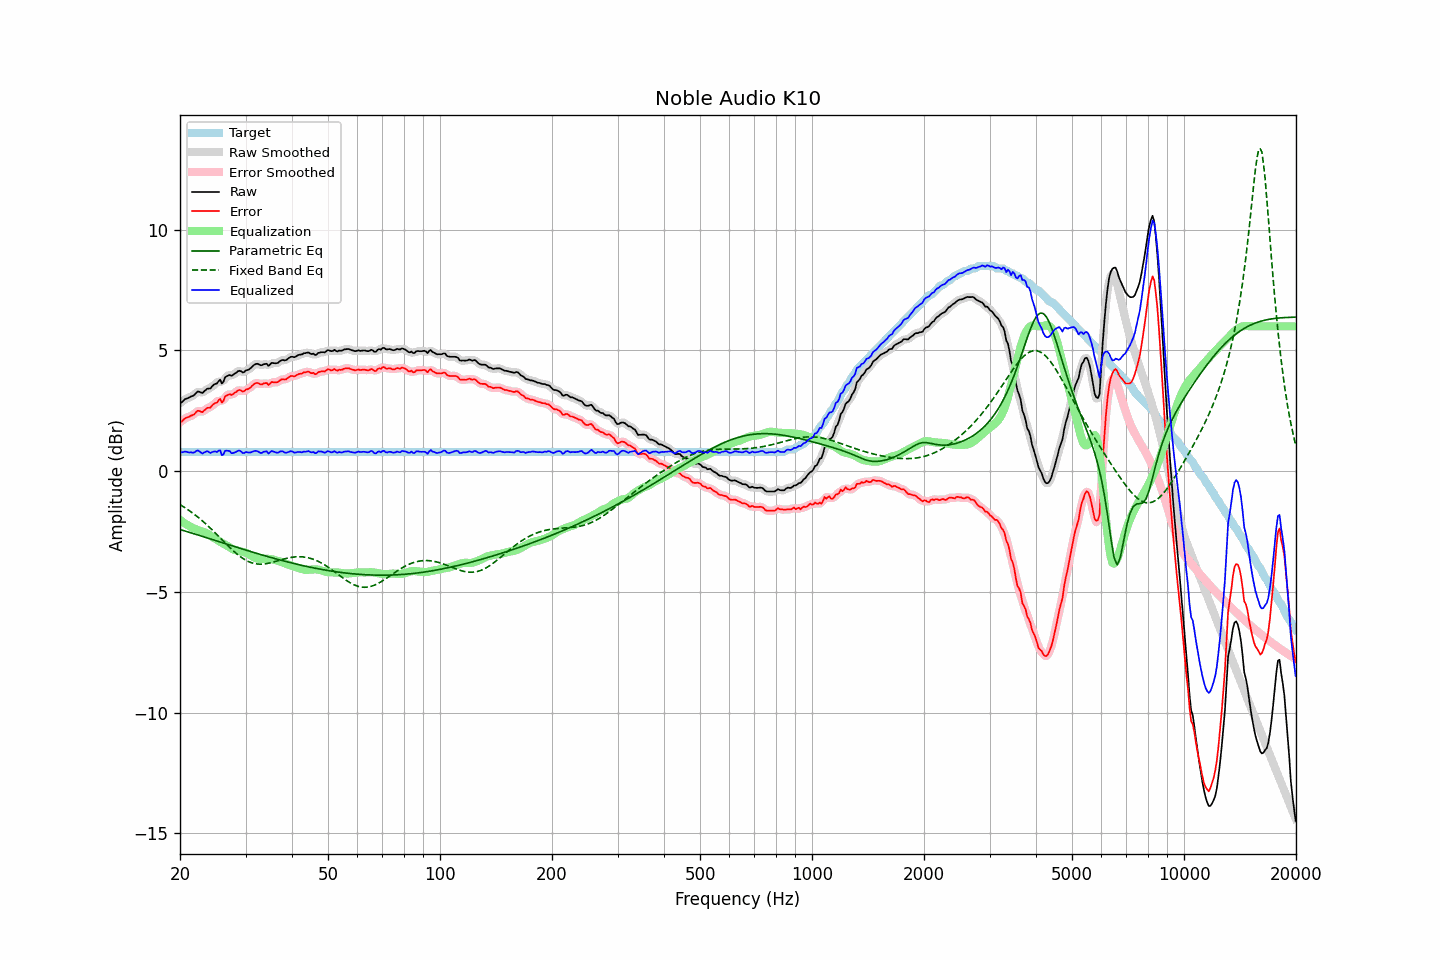 Noble Audio K10
Target
Raw Smoothed
Error Smoothed
Raw
Error
Equalization
Parametric Eq
Fixed Band Eq
Equalized
Amplitude (dBr)
10
5
0
−5
−10
−15
20 50 100 200 500 1000 2000 5000 10000 20000
Frequency (Hz)